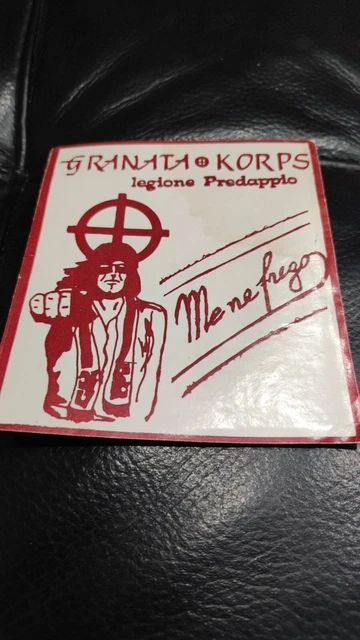 GRANATA KORPS
legione Predappio
Me ne frego